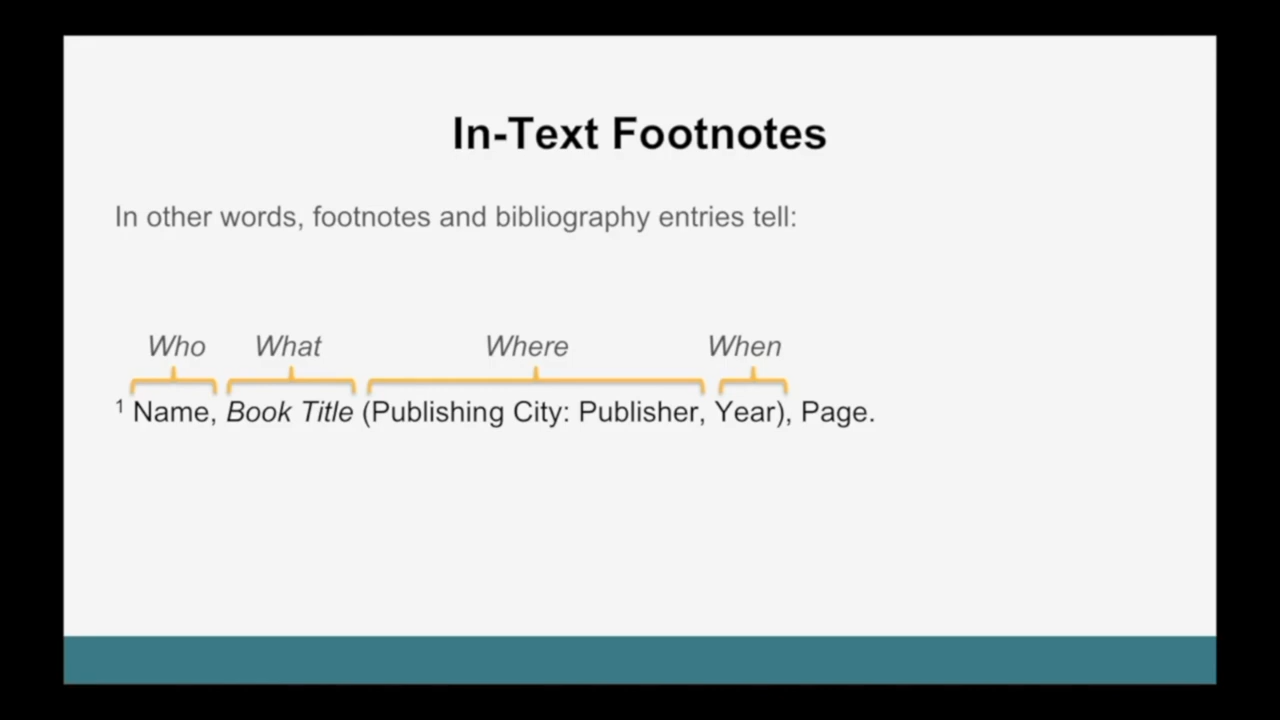 In-Text Footnotes
In other words, footnotes and bibliography entries tell:
Who What Where When
1 Name, Book Title (Publishing City: Publisher, Year), Page.